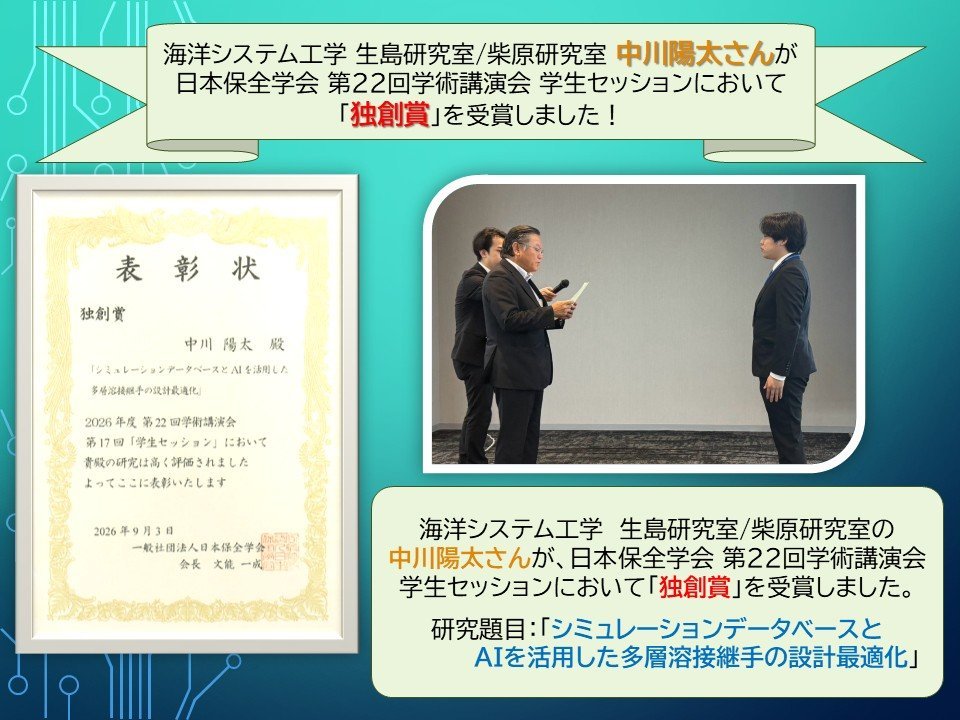 海洋システム工学 生島研究室/柴原研究室 中川陽太さんが
日本保全学会 第22回学術講演会 学生セッションにおいて
「独創賞」を受賞しました！
表彰状
独創賞
中川 陽太 殿
「シミュレーションデータベースとAIを活用した
多層溶接継手の設計最適化」
2026年度 第22回学術講演会
第17回「学生セッション」において
貴殿の研究は高く評価されました
よってここに表彰いたします
2026年9月3日
一般社団法人日本保全学会
会長 文能 一成
海洋システム工学 生島研究室/柴原研究室の
中川陽太さんが、日本保全学会 第22回学術講演会
学生セッションにおいて「独創賞」を受賞しました。
研究題目：「シミュレーションデータベースと
AIを活用した多層溶接継手の設計最適化」